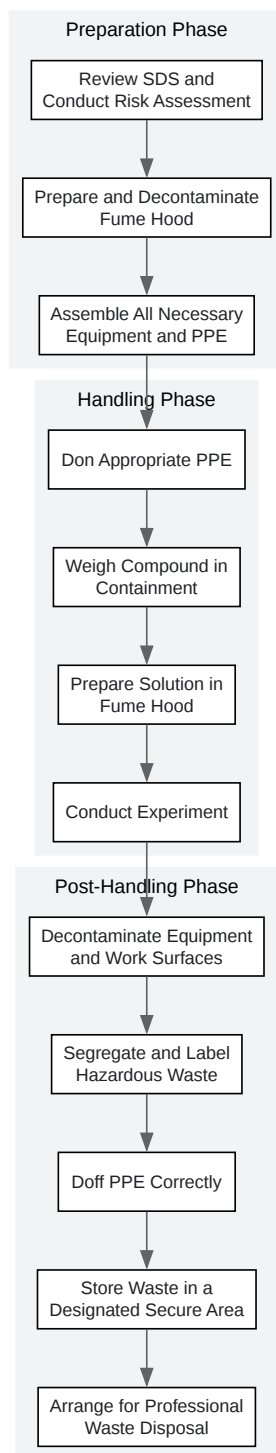 Preparation Phase
Review SDS and
Conduct Risk Assessment
Prepare and Decontaminate
Fume Hood
Assemble All Necessary
Equipment and PPE
Handling Phase
Don Appropriate PPE
Weigh Compound in
Containment
Prepare Solution in
Fume Hood
Conduct Experiment
Post-Handling Phase
Decontaminate Equipment
and Work Surfaces
Segregate and Label
Hazardous Waste
Doff PPE Correctly
Store Waste in a
Designated Secure Area
Arrange for Professional
Waste Disposal